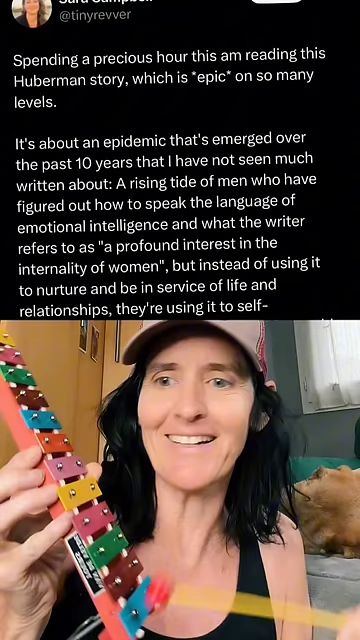 @tinyrevver
Spending a precious hour this am reading this
Huberman story, which is *epic* on so many
levels.
It's about an epidemic that's emerged over
the past 10 years that I have not seen much
written about: A rising tide of men who have
figured out how to speak the language of
emotional intelligence and what the writer
refers to as "a profound interest in the
internality of women", but instead of using it
to nurture and be in service of life and
relationships, they're using it to self-